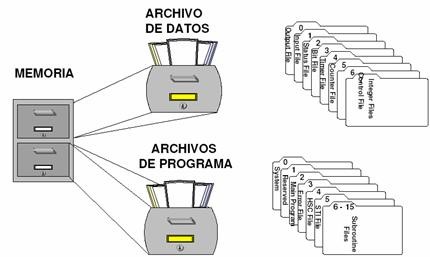 ARCHIVO
DE DATOS
MEMORIA
ARCHIVOS
DE PROGRAMA
0
Output File
1
Input File
2
Status File
3
Bit File
4
Timer File
5
Counter File
6
Control File
Integer Files
0
System
1
Reserved
2
Main Program
3
Error File
4
HSC File
5
STI File
6 - 15
Subroutine
Files